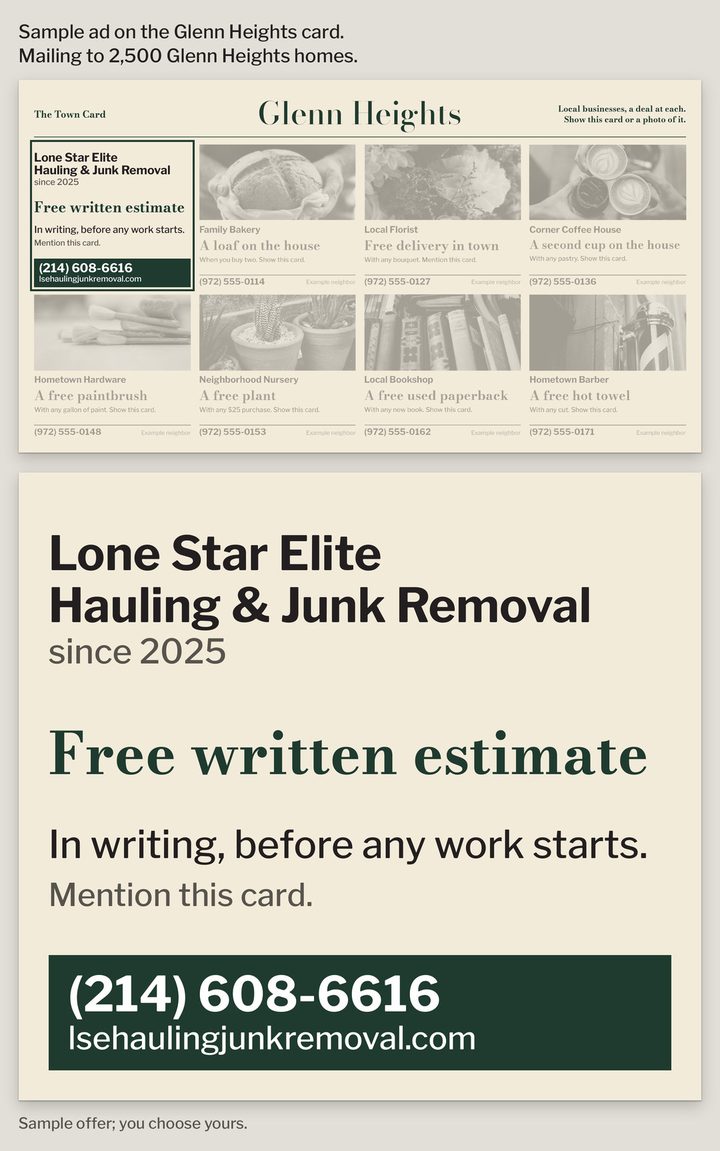 Sample ad on the Glenn Heights card.
Mailing to 2,500 Glenn Heights homes.
The Town Card
Glenn Heights
Local businesses, a deal at each.
Show this card or a photo of it.
Lone Star Elite
Hauling & Junk Removal
since 2025
Free written estimate
In writing, before any work starts.
Mention this card.
(214) 608-6616
lsehaulingjunkremoval.com
Family Bakery
A loaf on the house
When you buy two. Show this card.
(972) 555-0114
Example neighbor
Local Florist
Free delivery in town
With any bouquet. Mention this card.
(972) 555-0127
Example neighbor
Corner Coffee House
A second cup on the house
With any pastry. Show this card.
(972) 555-0136
Example neighbor
Hometown Hardware
A free paintbrush
With any gallon of paint. Show this card.
(972) 555-0148
Example neighbor
Neighborhood Nursery
A free plant
With any $25 purchase. Show this card.
(972) 555-0153
Example neighbor
Local Bookshop
A free used paperback
With any new book. Show this card.
(972) 555-0162
Example neighbor
Hometown Barber
A free hot towel
With any cut. Show this card.
(972) 555-0171
Example neighbor
Lone Star Elite
Hauling & Junk Removal
since 2025
Free written estimate
In writing, before any work starts.
Mention this card.
(214) 608-6616
lsehaulingjunkremoval.com
Sample offer; you choose yours.